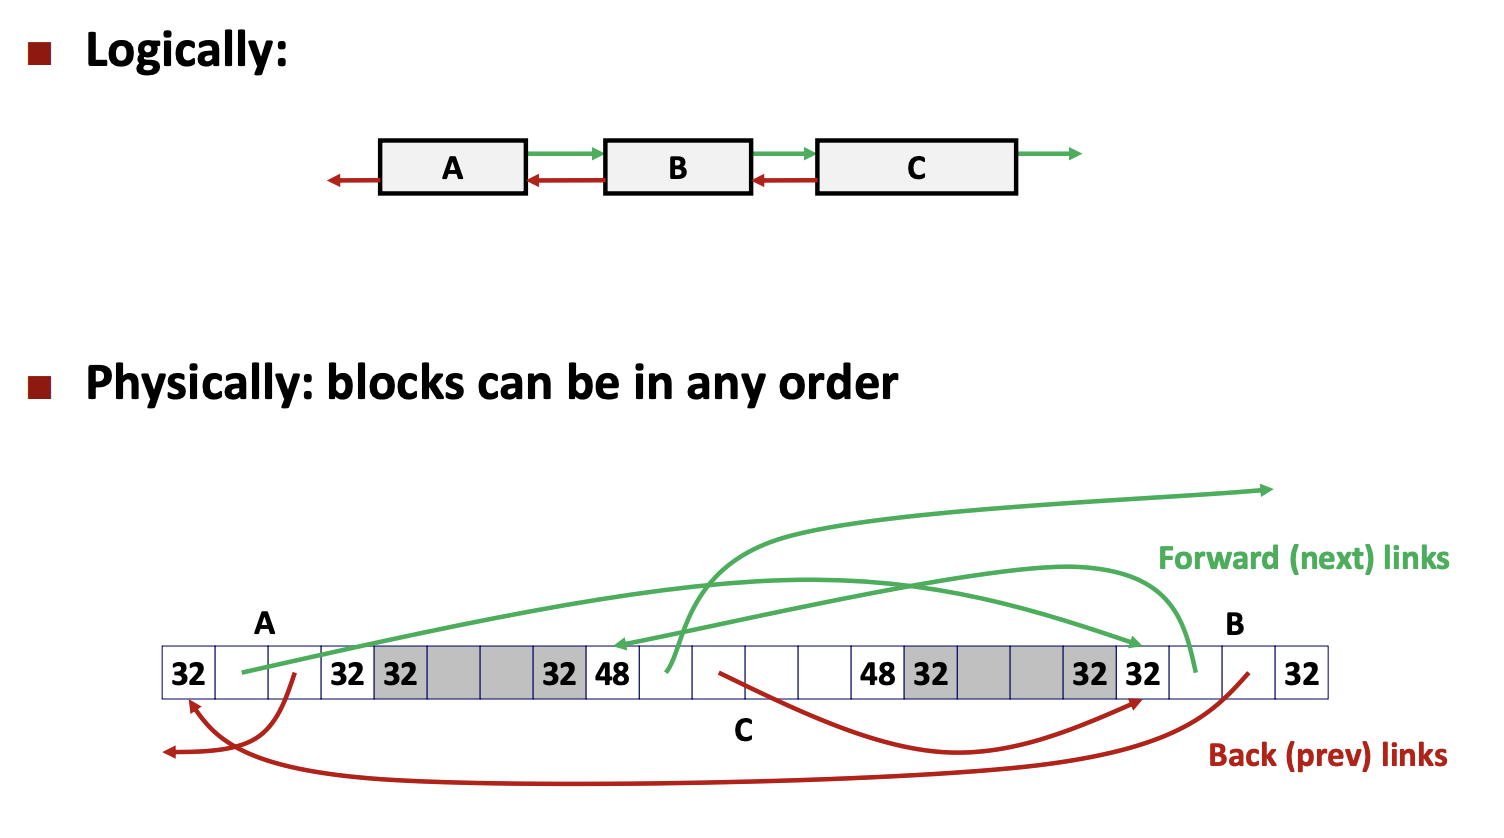 Logically:
A B C
Physically: blocks can be in any order
Forward (next) links
A B
32 32 32 32 48 48 32 32 32 32
C
Back (prev) links